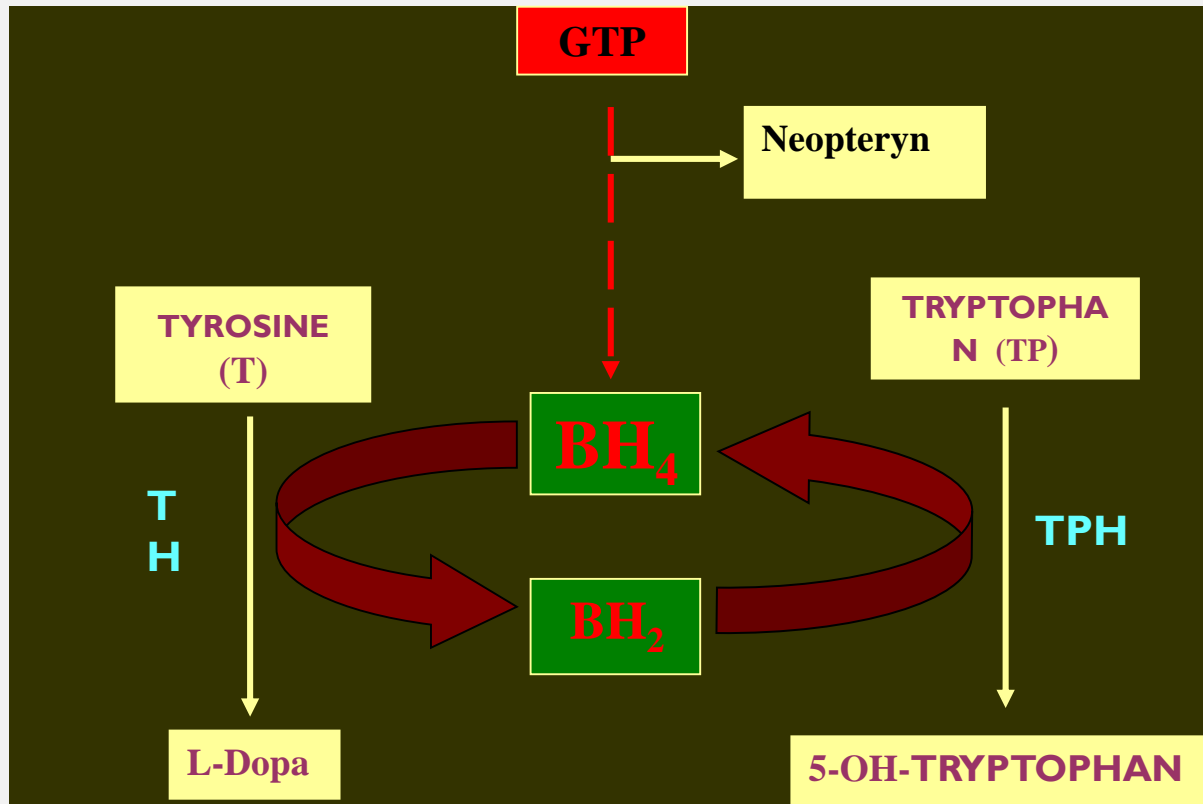 GTP
Neopteryn
TYROSINE
(T)
TRYPTOPHA
N (TP)
BH₄
T
H
TPH
BH₂
L-Dopa
5-OH-TRYPTOPHAN